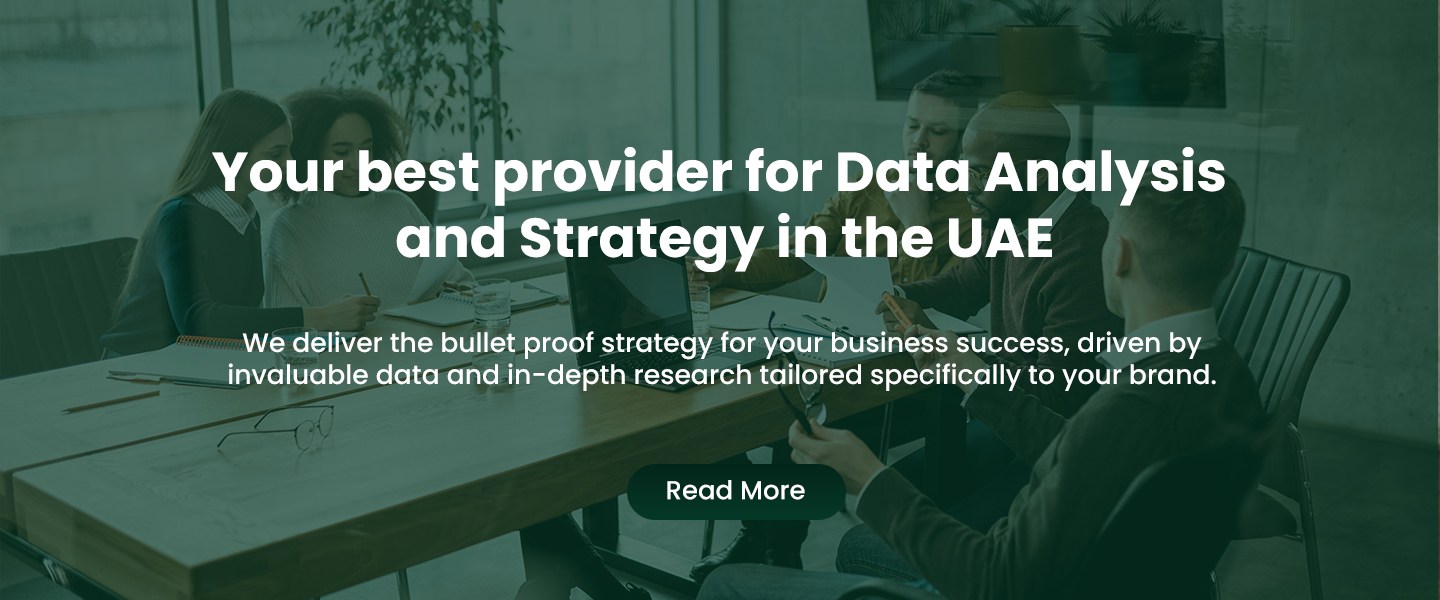 Your best provider for Data Analysis
and Strategy in the UAE
We deliver the bullet proof strategy for your business success, driven by
invaluable data and in-depth research tailored specifically to your brand.
Read More